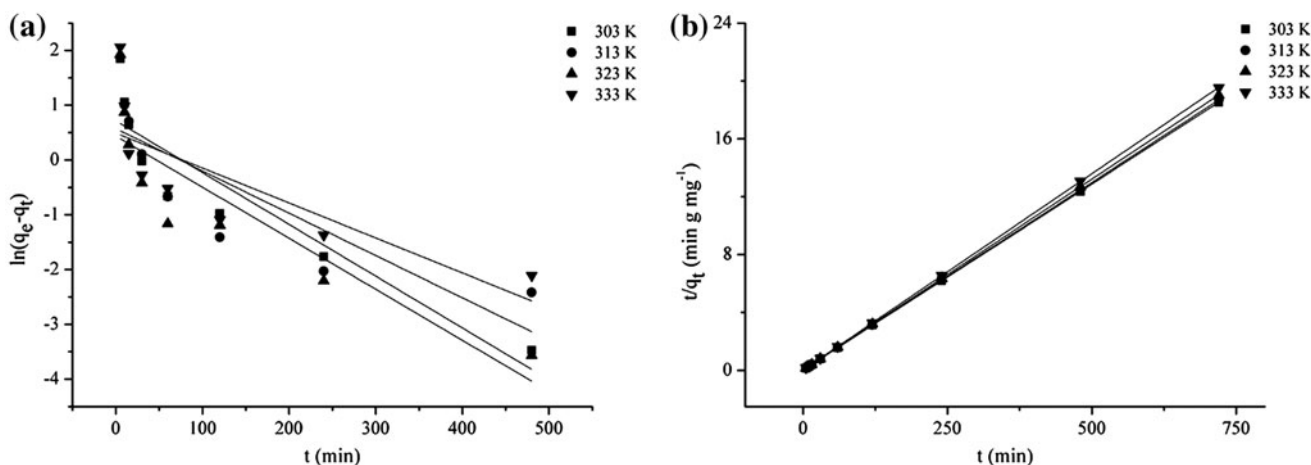 (a)
303 K
313 K
323 K
333 K
2
1
0
-1
-2
-3
-4
ln(qe-qt)
0
100
200
300
400
500
t (min)
(b)
303 K
313 K
323 K
333 K
24
16
8
0
t/qt (min g mg⁻¹)
0
250
500
750
t (min)